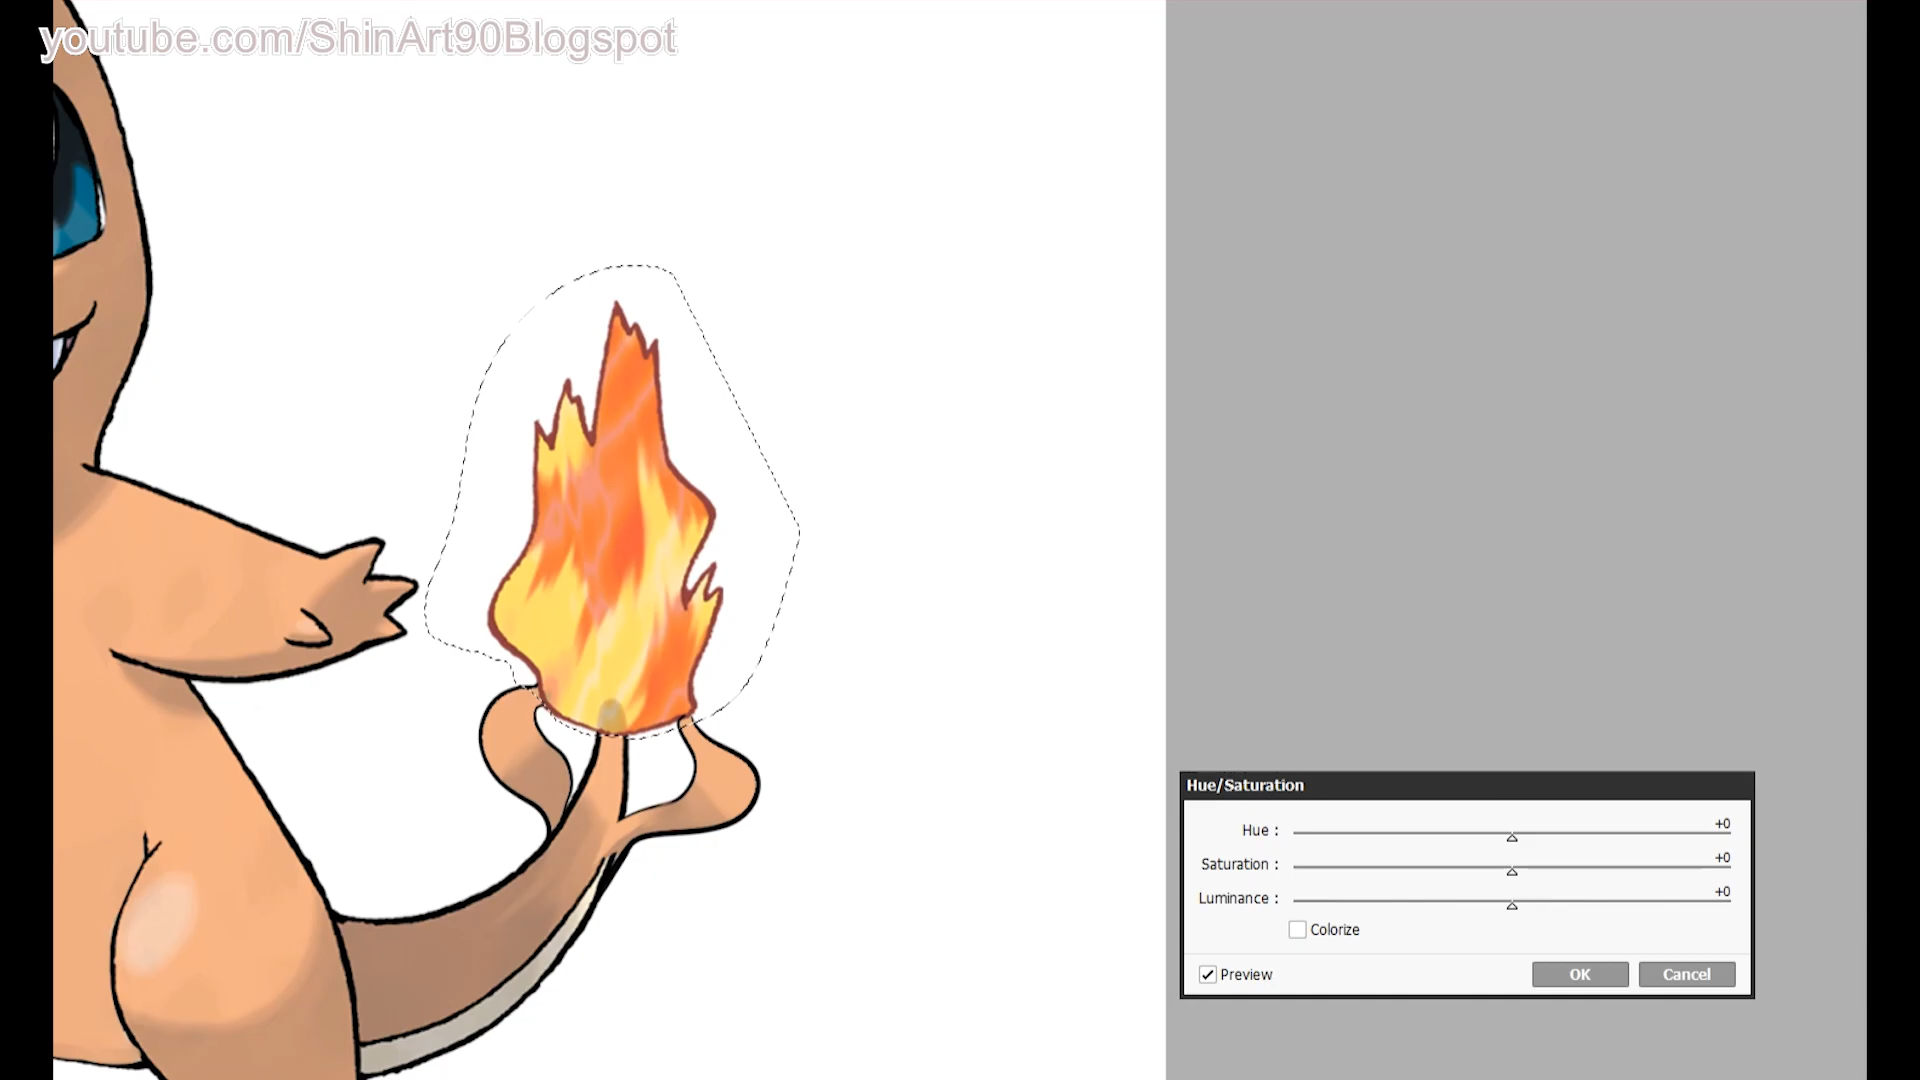 youtube.com/ShinArt90Blogspot
Hue/Saturation
Hue : +0
Saturation : +0
Luminance : +0
Colorize
Preview OK Cancel